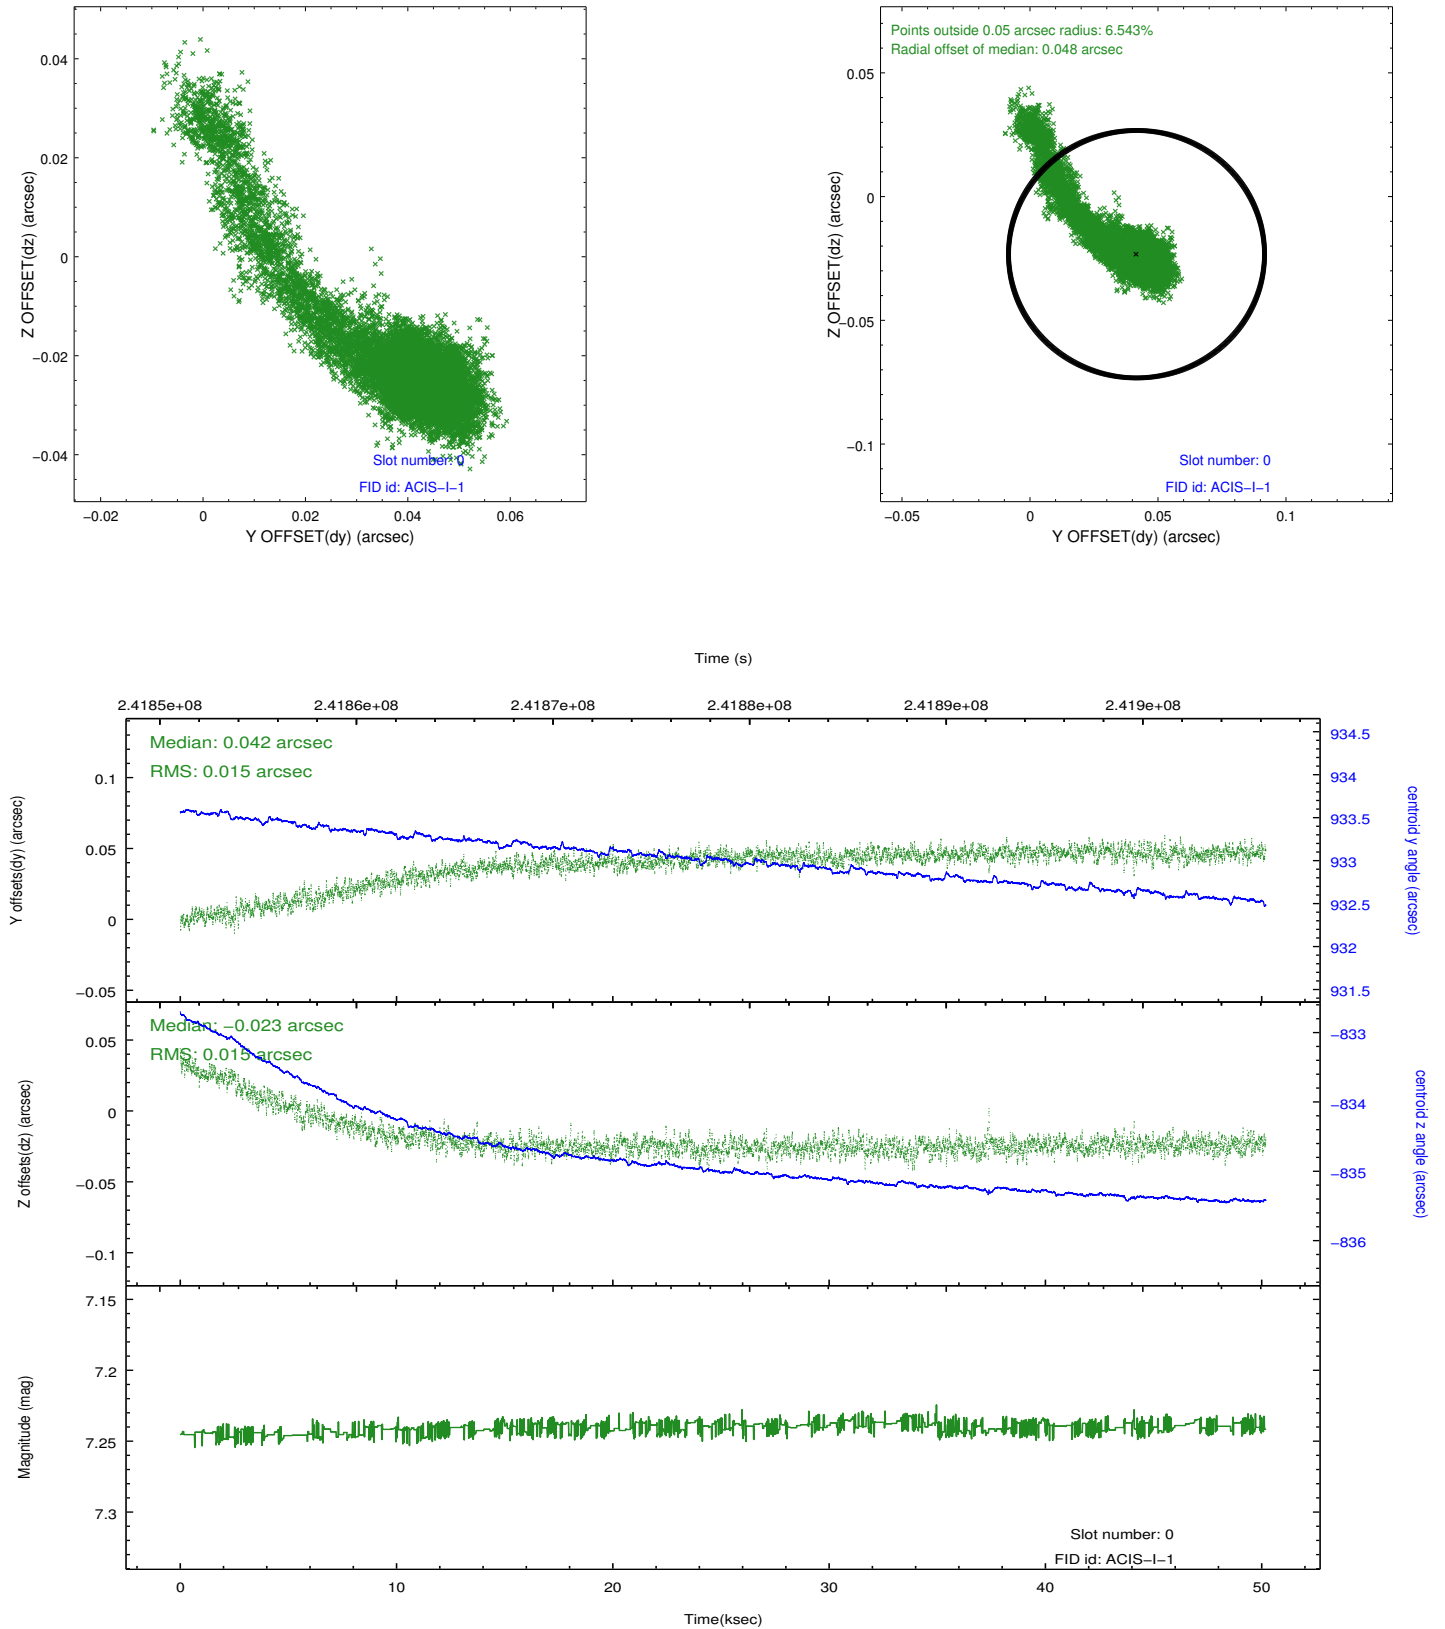 0.04
0.02
0
−0.02
−0.04
Z OFFSET(dz) (arcsec)
Slot number: 0
FID id: ACIS−I−1
−0.02
0
0.02
0.04
0.06
Y OFFSET(dy) (arcsec)
Points outside 0.05 arcsec radius: 6.543%
Radial offset of median: 0.048 arcsec
0.05
0
−0.05
−0.1
Z OFFSET(dz) (arcsec)
Slot number: 0
FID id: ACIS−I−1
−0.05
0
0.05
0.1
Y OFFSET(dy) (arcsec)
Time (s)
2.4185e+08
2.4186e+08
2.4187e+08
2.4188e+08
2.4189e+08
2.419e+08
Median: 0.042 arcsec
RMS: 0.015 arcsec
0.1
0.05
0
−0.05
Y offsets(dy) (arcsec)
934.5
934
933.5
933
932.5
932
931.5
centroid y angle (arcsec)
Median: −0.023 arcsec
RMS: 0.015 arcsec
0.05
0
−0.05
−0.1
Z offsets(dz) (arcsec)
−833
−834
−835
−836
centroid z angle (arcsec)
7.15
7.2
7.25
7.3
Magnitude (mag)
Slot number: 0
FID id: ACIS−I−1
0
10
20
30
40
50
Time(ksec)